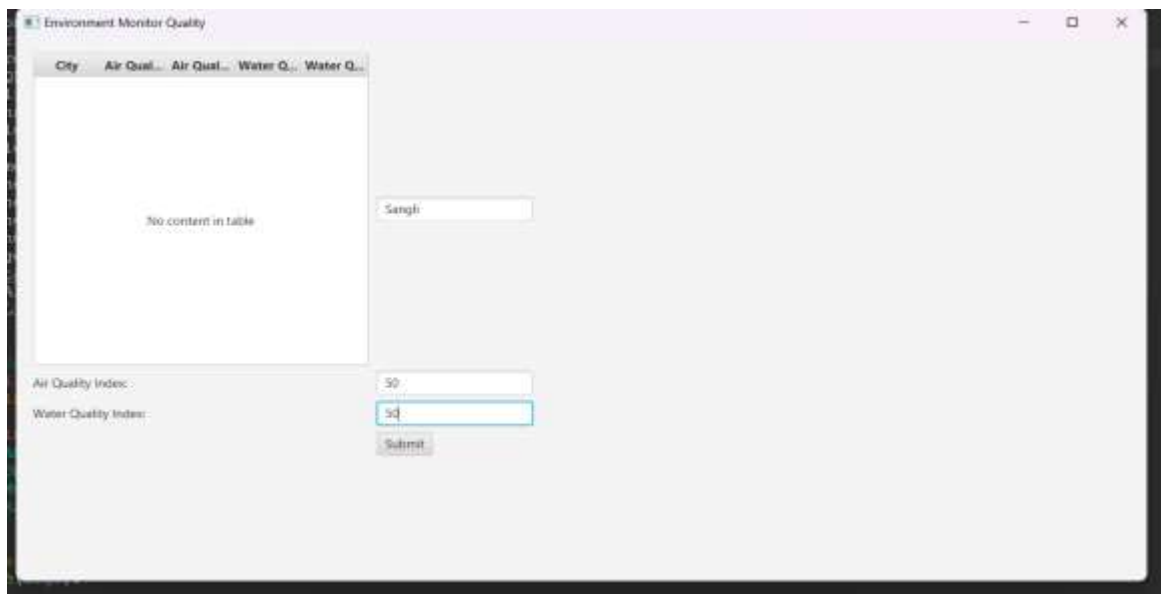 Environment Monitor Quality
City Air Qual... Air Qual... Water Q... Water Q...
No content in table
Sangli
Air Quality Index: 50
Water Quality Index: 50
Submit